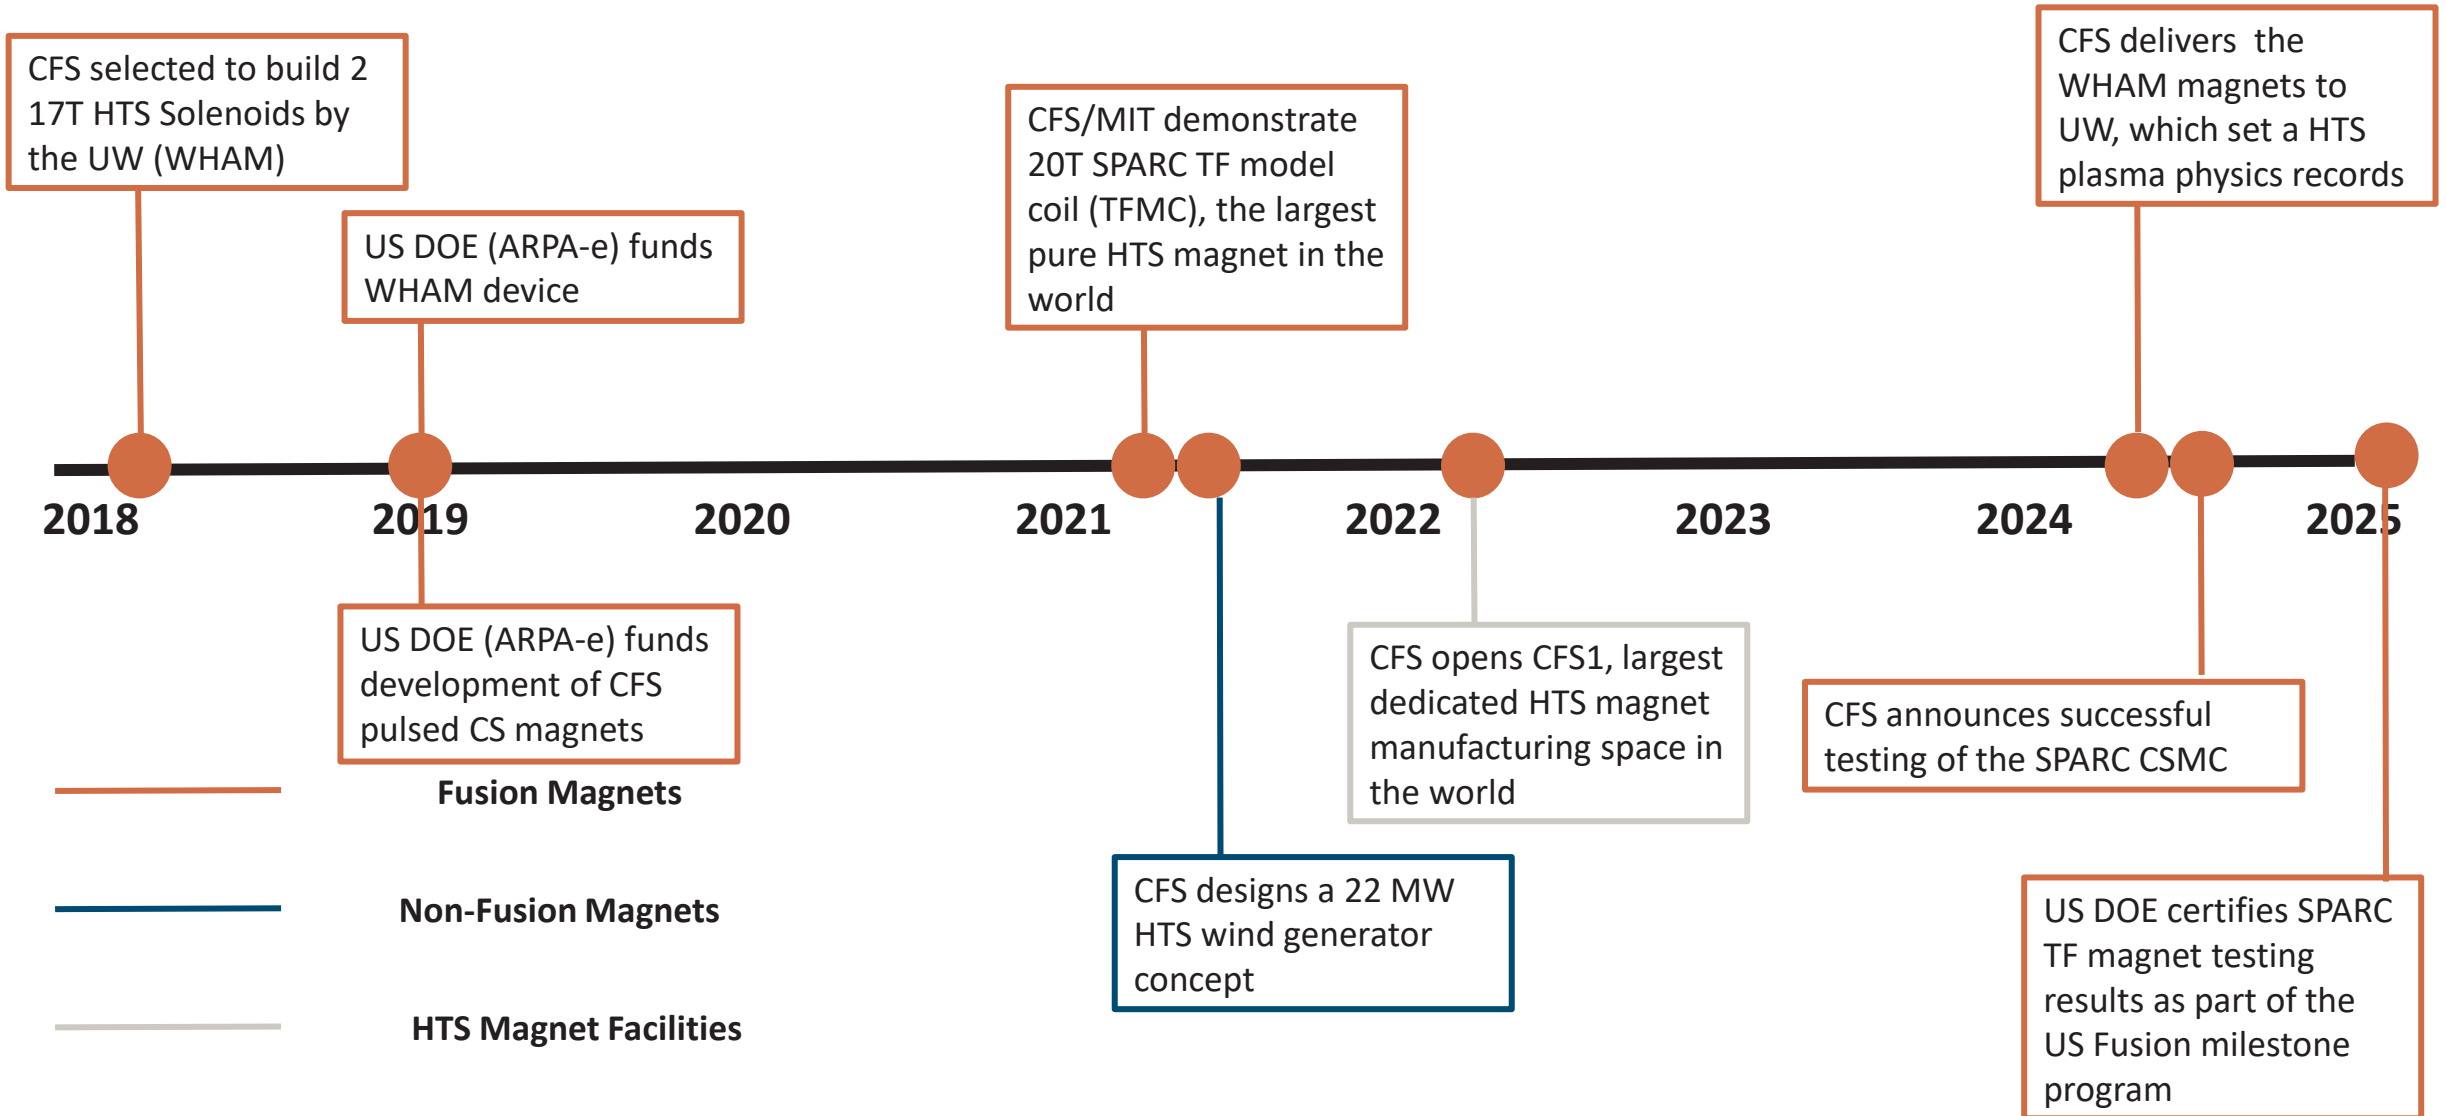 CFS selected to build 2
17T HTS Solenoids by
the UW (WHAM)
US DOE (ARPA-e) funds
WHAM device
CFS/MIT demonstrate
20T SPARC TF model
coil (TFMC), the largest
pure HTS magnet in the
world
CFS delivers  the
WHAM magnets to
UW, which set a HTS
plasma physics records
2018
2019
2020
2021
2022
2023
2024
2025
US DOE (ARPA-e) funds
development of CFS
pulsed CS magnets
CFS designs a 22 MW
HTS wind generator
concept
CFS opens CFS1, largest
dedicated HTS magnet
manufacturing space in
the world
CFS announces successful
testing of the SPARC CSMC
US DOE certifies SPARC
TF magnet testing
results as part of the
US Fusion milestone
program
Fusion Magnets
Non-Fusion Magnets
HTS Magnet Facilities